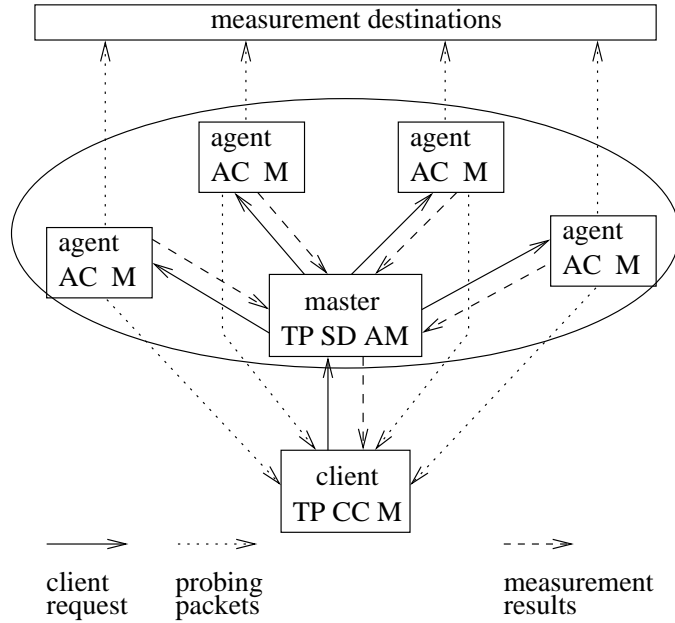 measurement destinations
agent
AC M
agent
AC M
agent
AC M
agent
AC M
master
TP SD AM
client
TP CC M
client
request
probing
packets
measurement
results